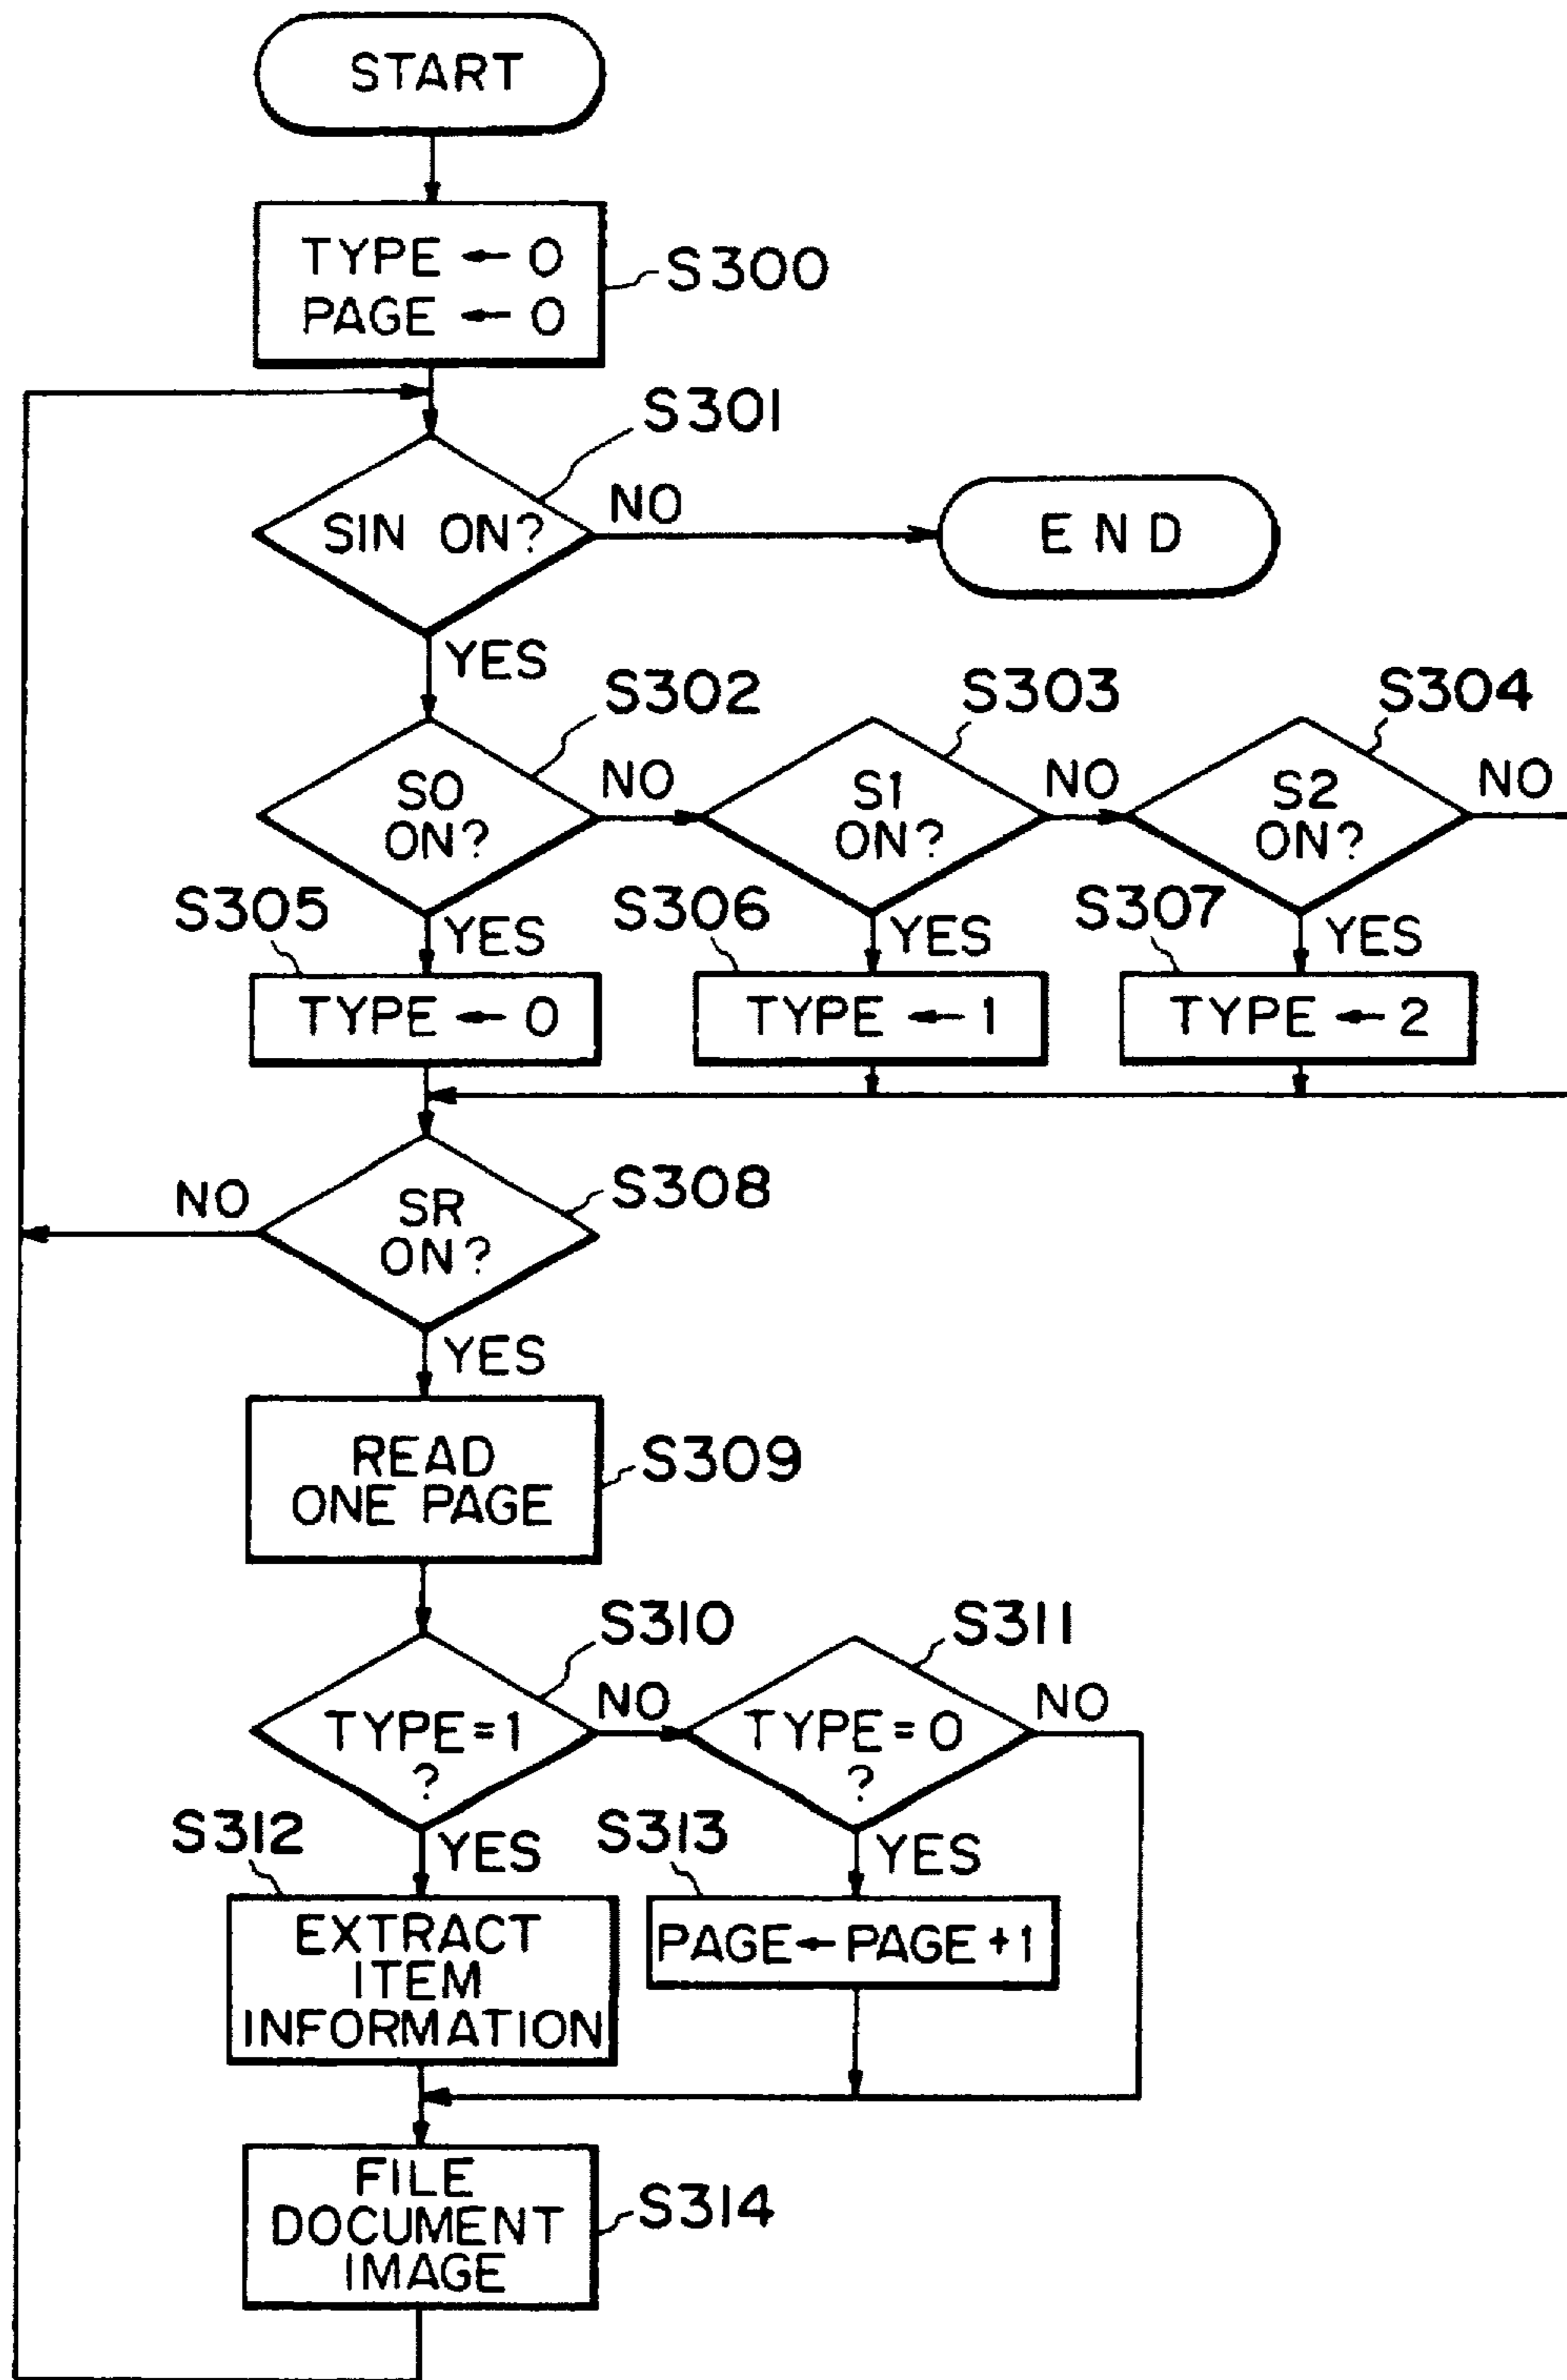 START
TYPE ← 0
PAGE ← 0
S300
S301
SIN ON?
NO
END
YES
S302
S303
S304
S0
ON?
NO
S1
ON?
NO
S2
ON?
NO
S305
YES
S306
YES
S307
YES
TYPE ← 0
TYPE ← 1
TYPE ← 2
NO
SR
ON?
S308
YES
READ
ONE PAGE
S309
S310
S311
TYPE=1
?
NO
TYPE=0
?
NO
S312
YES
S313
YES
EXTRACT
ITEM
INFORMATION
PAGE ← PAGE +1
FILE
DOCUMENT
IMAGE
S314